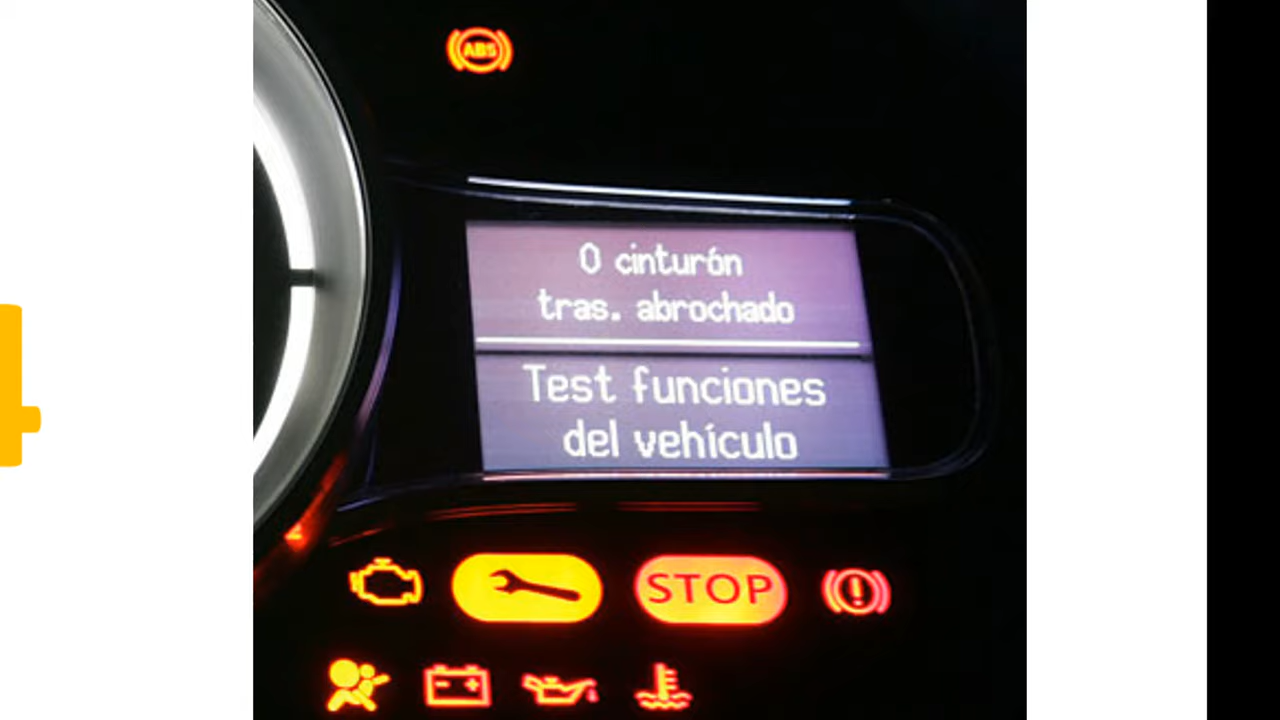 ABS
0 cinturón
tras. abrochado
Test funciones
del vehículo
STOP